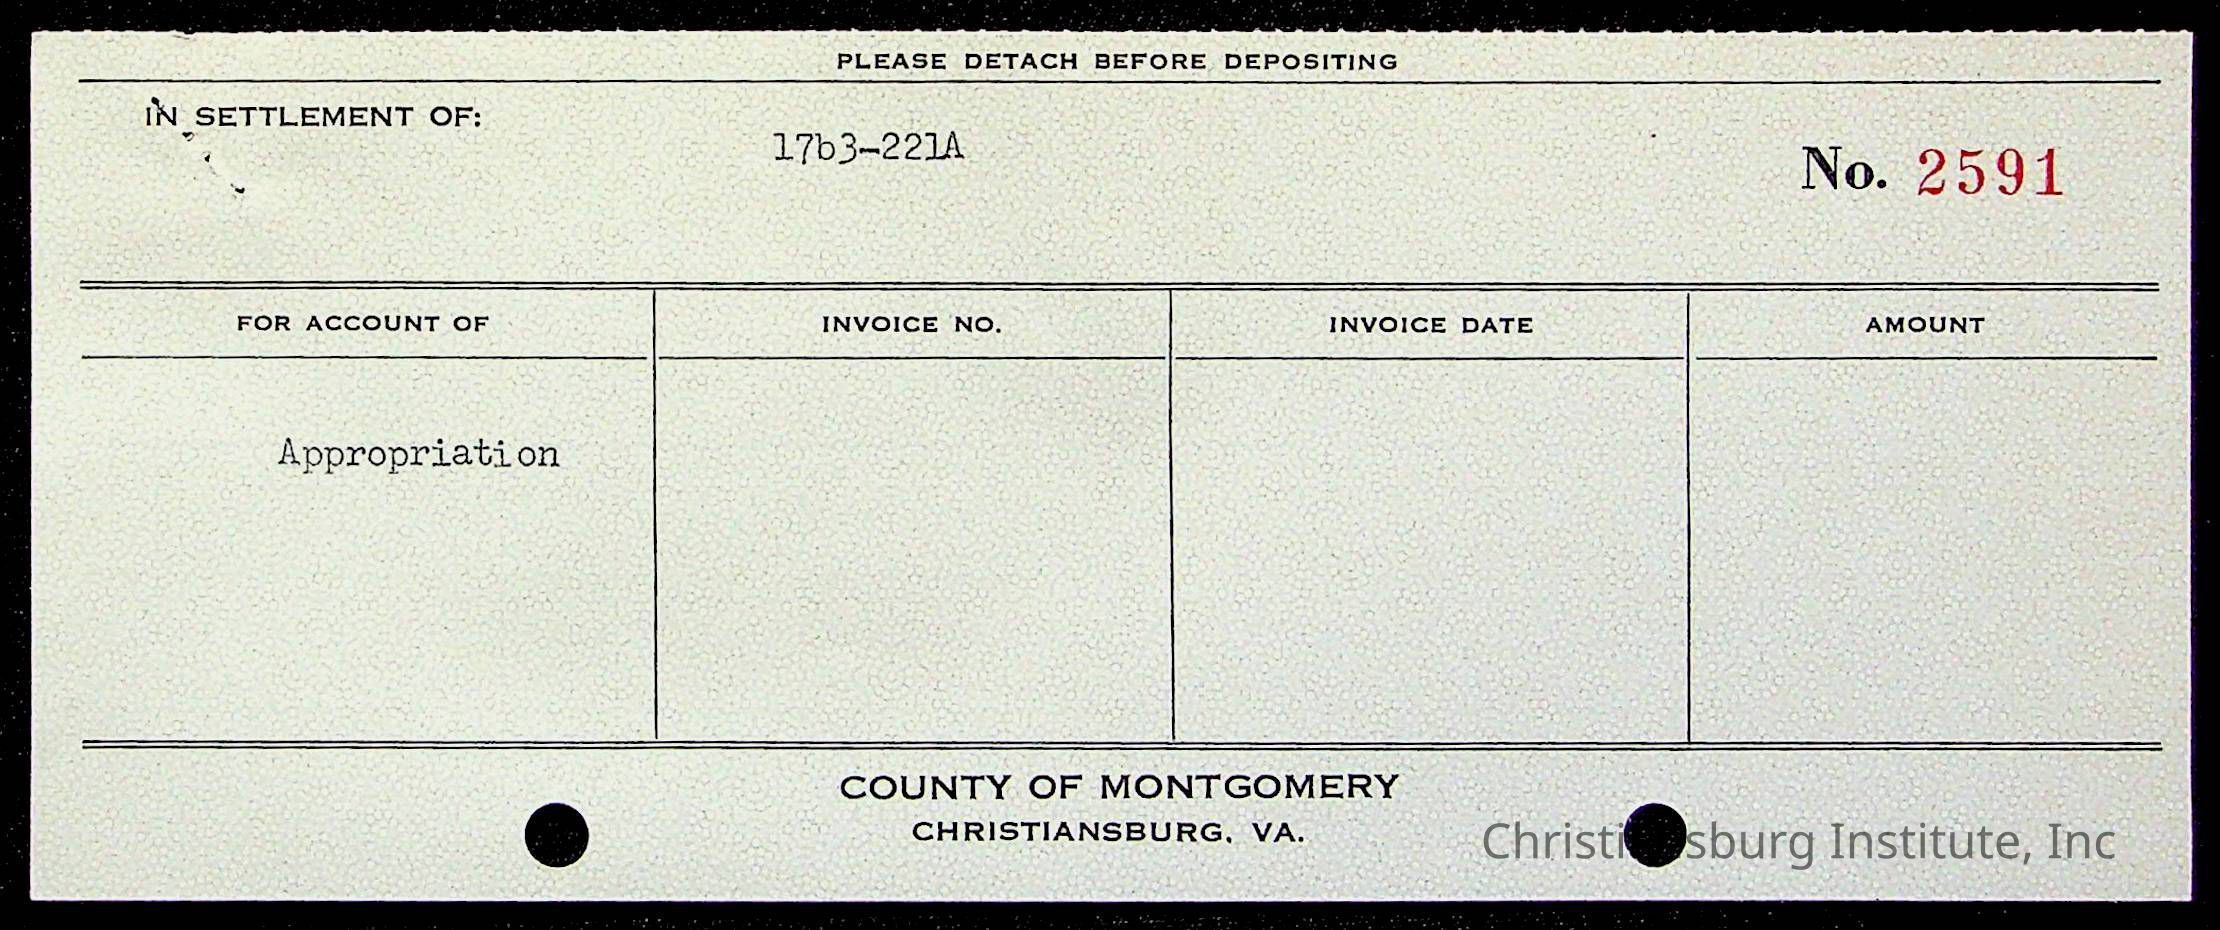 PLEASE DETACH BEFORE DEPOSITING
IN SETTLEMENT OF:
17b3-221A
No. 2591
FOR ACCOUNT OF
INVOICE NO.
INVOICE DATE
AMOUNT
Appropriation
COUNTY OF MONTGOMERY
CHRISTIANSBURG, VA.
Christiansburg Institute, Inc